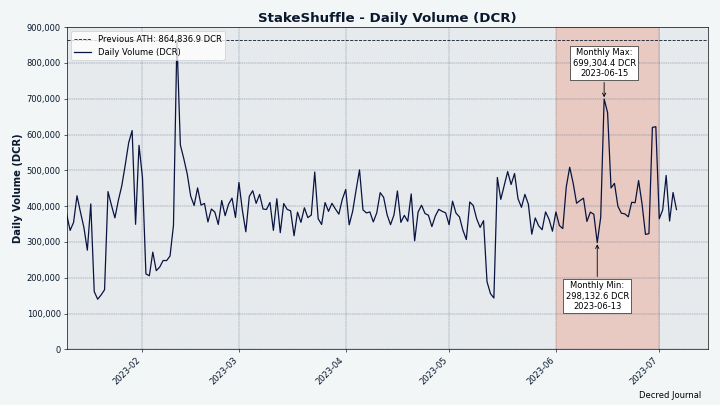 StakeShuffle - Daily Volume (DCR)
Previous ATH: 864,836.9 DCR
Daily Volume (DCR)
Daily Volume (DCR)
900,000
800,000
700,000
600,000
500,000
400,000
300,000
200,000
100,000
0
Monthly Max:
699,304.4 DCR
2023-06-15
Monthly Min:
298,132.6 DCR
2023-06-13
2023-02
2023-03
2023-04
2023-05
2023-06
2023-07
Decred Journal